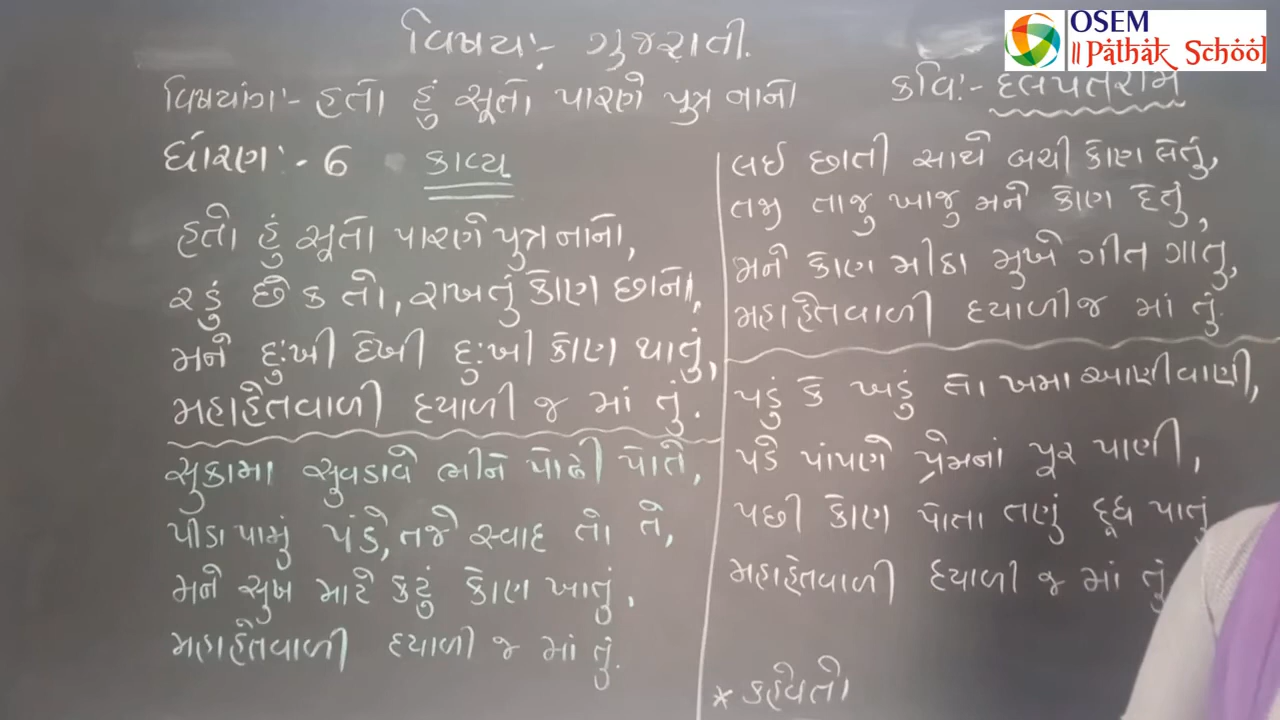 OSEM
॥ Pathak School
વિષય:- ગુજરાતી.
વિષયાંગ:- હતો હું સૂતો પારણે પુત્ર નાનો
કવિ:- દલપતરામ
ધોરણ:- 6 કાવ્ય
હતો હું સૂતો પારણે પુત્ર નાનો,
રડું છેક તો, રાખતું કોણ છાનો,
મને દુઃખી દેખી દુઃખી કોણ થાતું,
મહાહેતવાળી દયાળી જ માં તું.
સુકામા સુવડાવે ભીને પોઢી પોતે,
પીડા પામું પંડે, તજે સ્વાદ તો તે,
મને સુખ માટે કટું કોણ ખાતું,
મહાહેતવાળી દયાળી જ માં તું.
લઈ છાતી સાથે બચી કોણ લેતું,
તજી તાજુ ખાજુ મને કોણ દેતું,
મને કોણ મીઠા મુખે ગીત ગાતુ,
મહાહેતવાળી દયાળી જ માં તું.
પડું કે ખડું તો ખમા આણીવાણી,
પડે પાંપણે પ્રેમનાં પૂર પાણી,
પછી કોણ પોતા તણું દૂધ પાતું
મહાહેતવાળી દયાળી જ માં તું
* કહેવતો